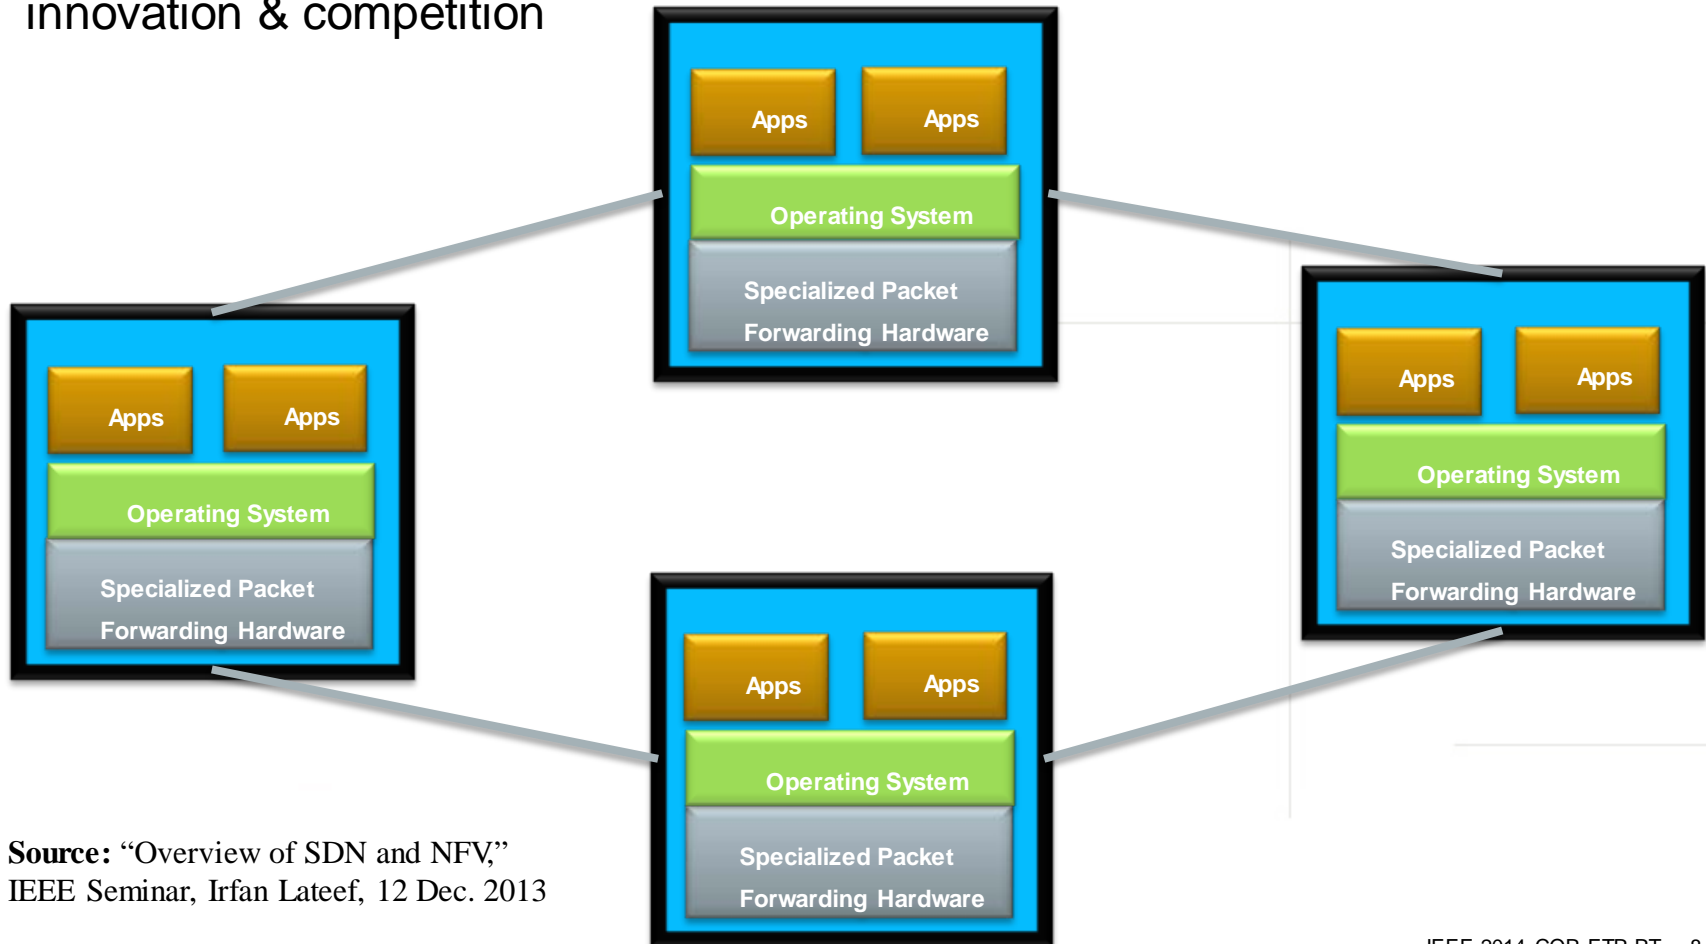 innovation & competition
Apps Apps
Operating System
Specialized Packet
Forwarding Hardware
Apps Apps
Operating System
Specialized Packet
Forwarding Hardware
Apps Apps
Operating System
Specialized Packet
Forwarding Hardware
Apps Apps
Operating System
Specialized Packet
Forwarding Hardware
Source: “Overview of SDN and NFV,”
IEEE Seminar, Irfan Lateef, 12 Dec. 2013